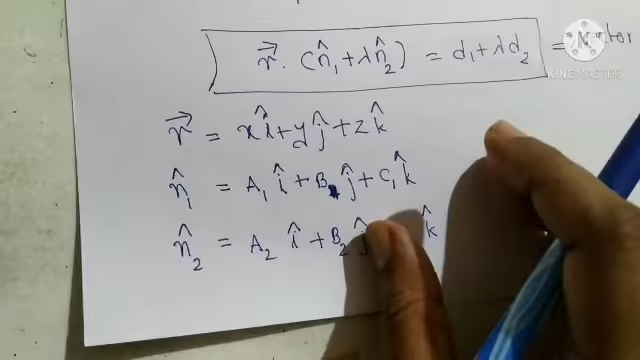 r⃗ . (n̂₁ + λn̂₂) = d₁ + λd₂ =
r⃗ = xî + yĵ + zk̂
n̂₁ = A₁ î + B₁ ĵ + C₁ k̂
n̂₂ = A₂ î + B₂ ĵ k̂
KINEMASTER